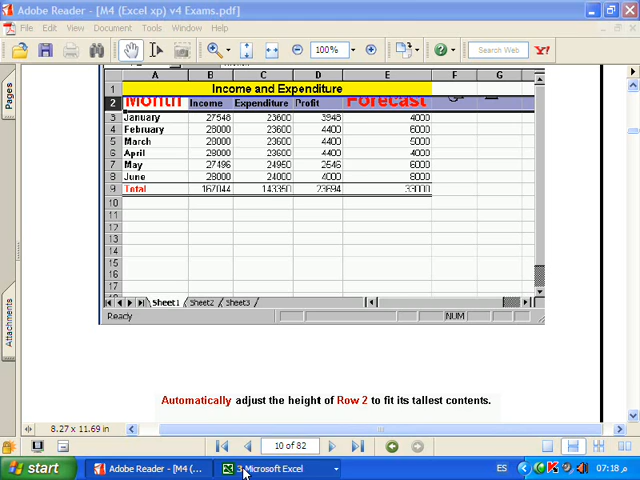 Adobe Reader - [M4 (Excel xp) v4 Exams.pdf]
File Edit View Document Tools Window Help
100% Search Web Y!
Pages
Attachments
A B C D E F G
1 Income and Expenditure
2 Month Income Expenditure Profit Forecast
3 January 27548 23600 3948 4000
4 February 28000 23600 4400 6000
5 March 28000 23600 4400 5000
6 April 28000 23600 4400 4000
7 May 27496 24950 2546 6000
8 June 28000 24000 4000 8000
9 Total 167044 143350 23694 33000
10
11
12
13
14
15
16
17
Sheet1 Sheet2 Sheet3
Ready NUM
Automatically adjust the height of Row 2 to fit its tallest contents.
8.27 x 11.69 in
10 of 82
start Adobe Reader - [M4 (... 3 Microsoft Excel ES 07:18 م